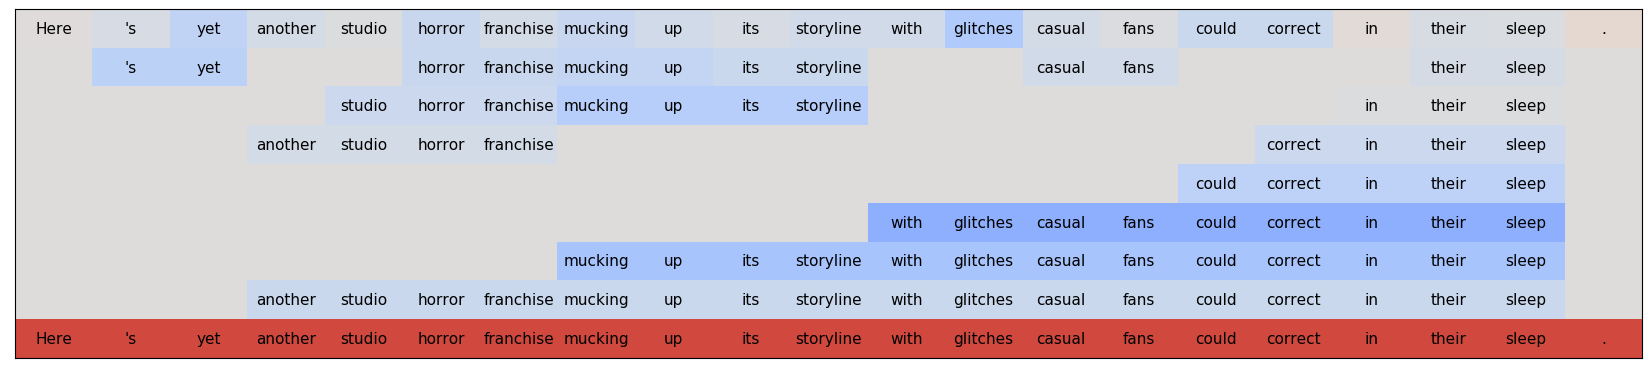 Here 's yet another studio horror franchise mucking up its storyline with glitches casual fans could correct in their sleep .
's yet horror franchise mucking up its storyline casual fans their sleep
studio horror franchise mucking up its storyline in their sleep
another studio horror franchise correct in their sleep
could correct in their sleep
with glitches casual fans could correct in their sleep
mucking up its storyline with glitches casual fans could correct in their sleep
another studio horror franchise mucking up its storyline with glitches casual fans could correct in their sleep
Here 's yet another studio horror franchise mucking up its storyline with glitches casual fans could correct in their sleep .